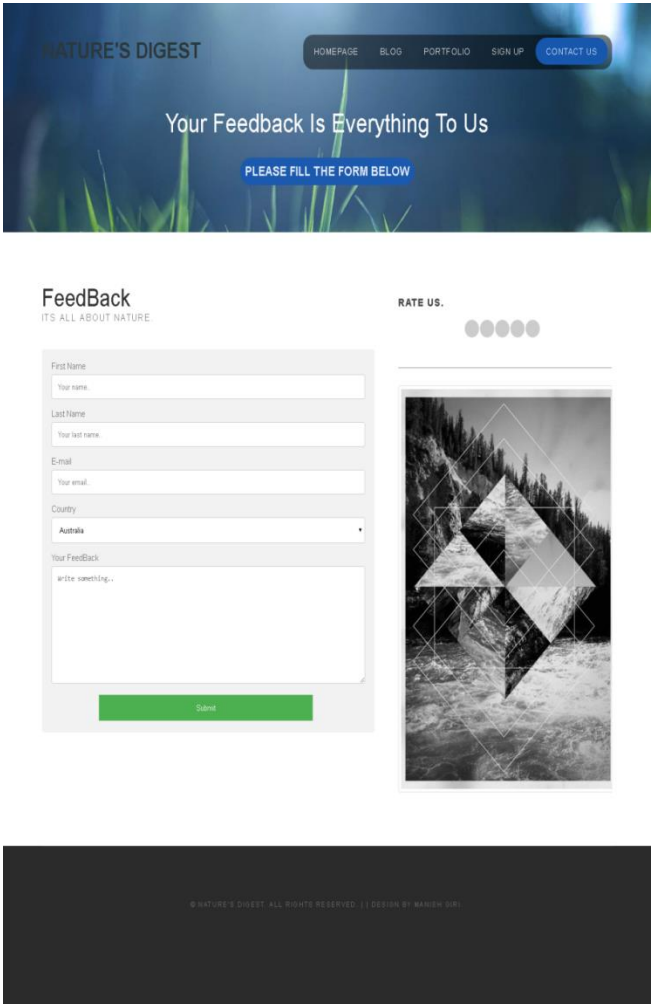 NATURE'S DIGEST
HOMEPAGE BLOG PORTFOLIO SIGN UP CONTACT US
Your Feedback Is Everything To Us
PLEASE FILL THE FORM BELOW
FeedBack
ITS ALL ABOUT NATURE.
RATE US.
First Name
Your name..
Last Name
Your last name..
E-mail
Your email..
Country
Australia
Your FeedBack
Write something..
Submit
© NATURE'S DIGEST. ALL RIGHTS RESERVED. | | DESIGN BY MANISH GIRI